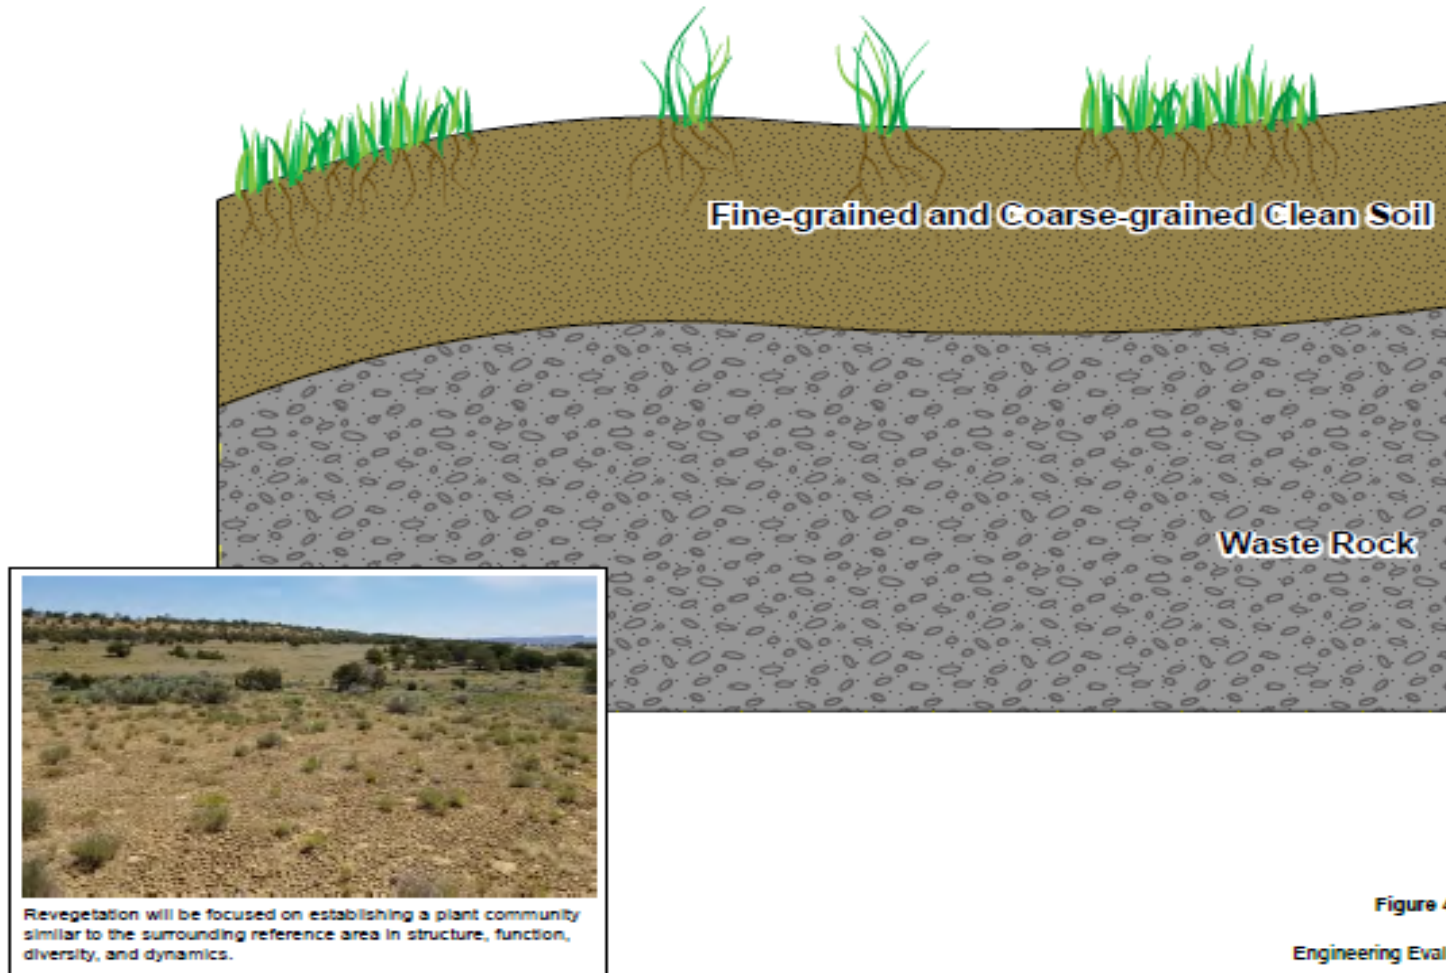 Fine-grained and Coarse-grained Clean Soil
Waste Rock
Revegetation will be focused on establishing a plant community
similar to the surrounding reference area in structure, function,
diversity, and dynamics.
Figure
Engineering